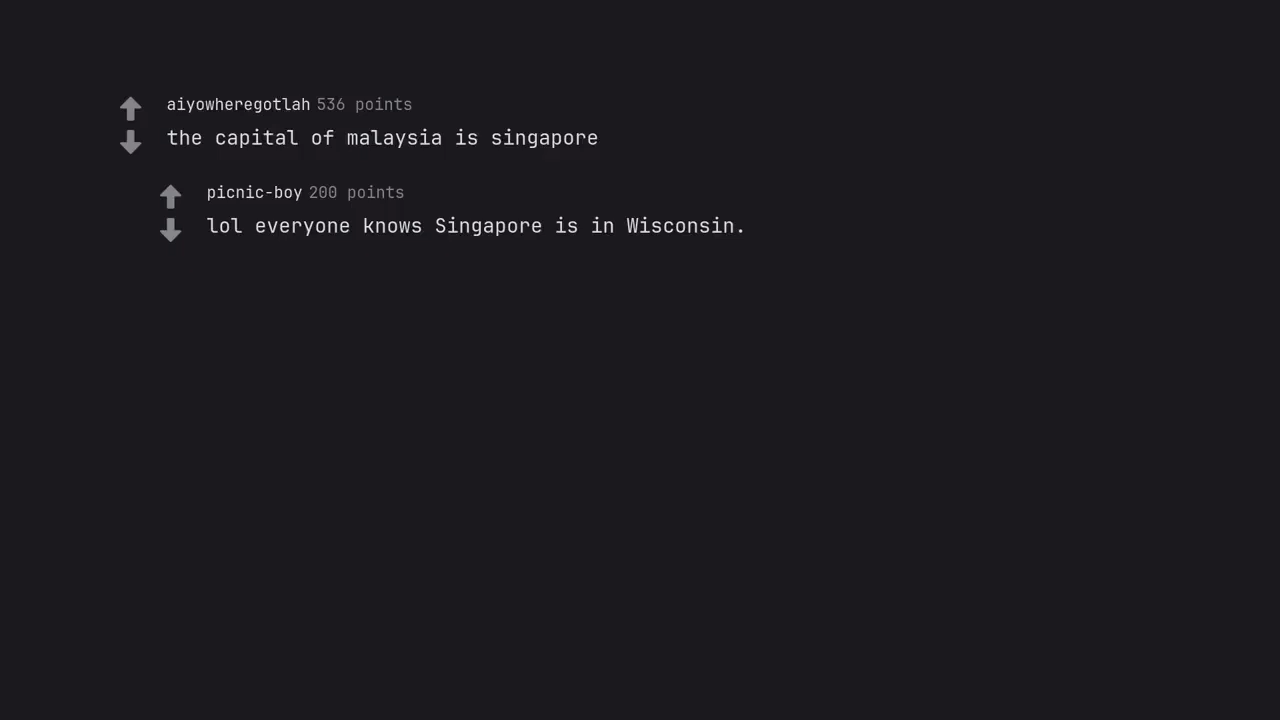 aiyowheregotlah 536 points
the capital of malaysia is singapore
picnic-boy 200 points
lol everyone knows Singapore is in Wisconsin.